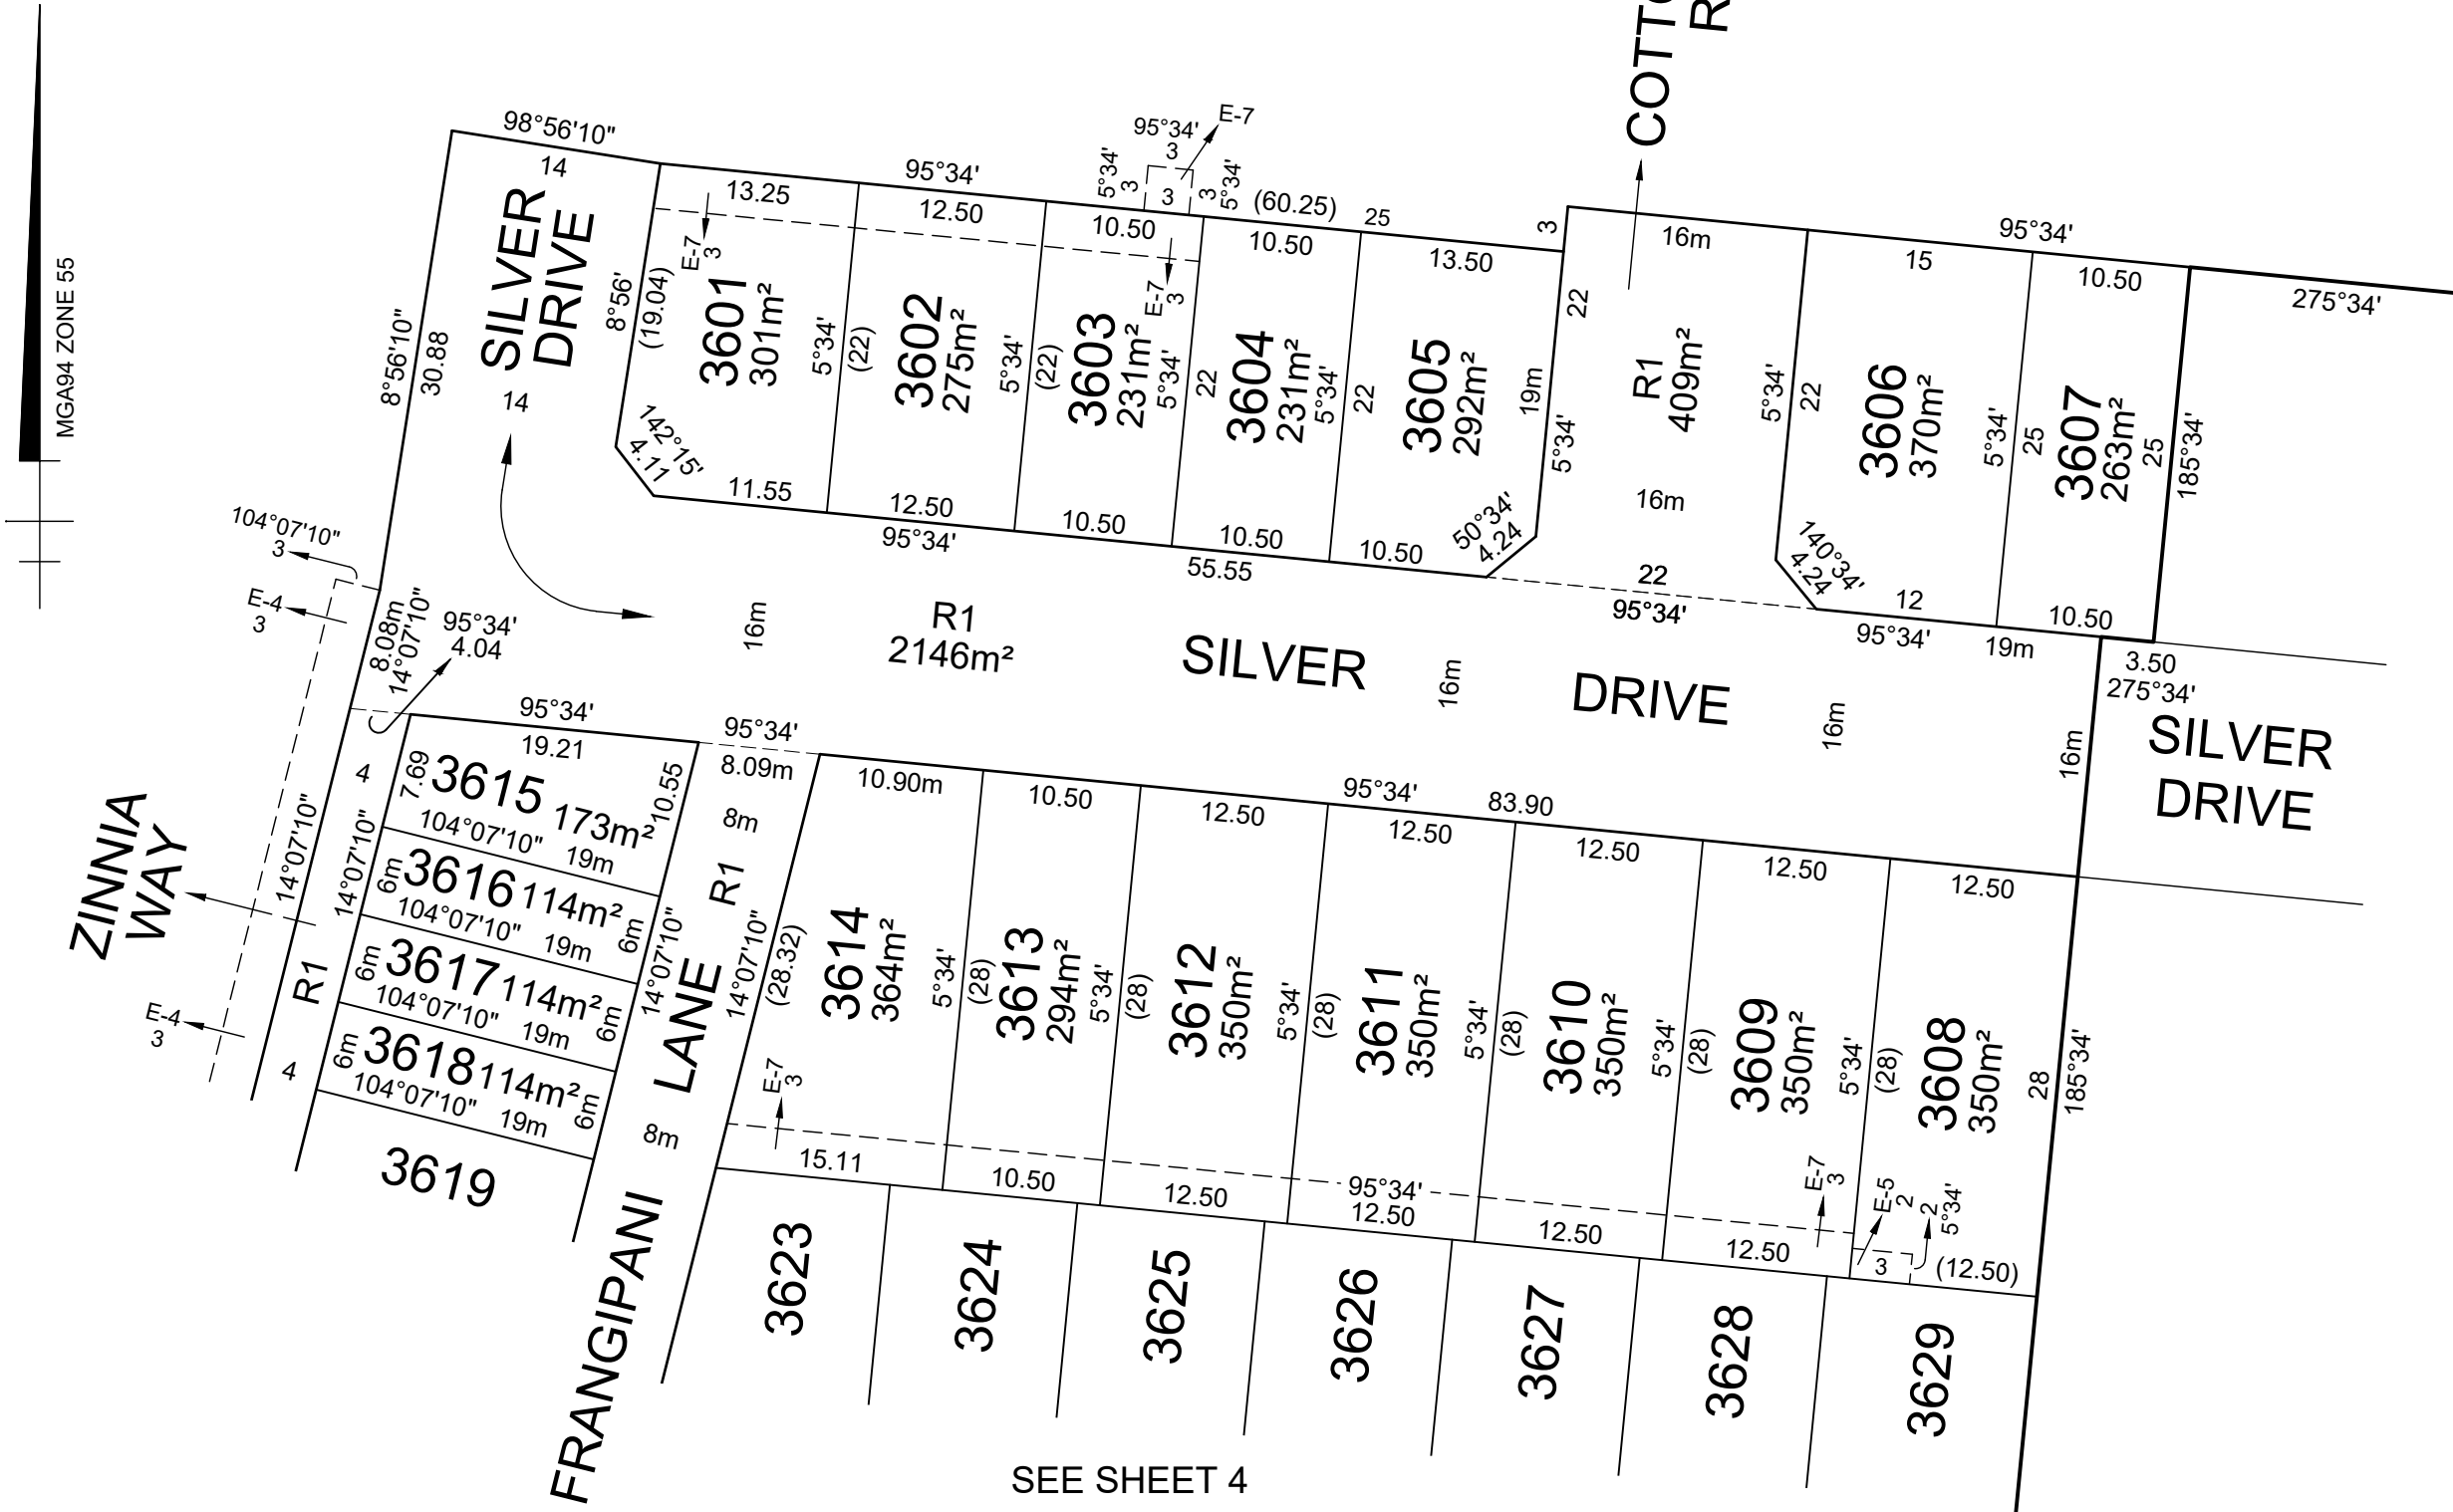 COTTO
R
MGA94 ZONE 55
98°56'10"
14
SILVER
DRIVE
14
8°56'10"
30.88
8°56'
(19.04)
13.25
E-7
3
3601
301m²
5°34'
(22)
142°15'
4.11
11.55
95°34'
12.50
3602
275m²
5°34'
(22)
12.50
95°34'
10.50
E-7
3
3603
231m²
5°34'
22
10.50
5°34'
3
95°34'
3
E-7
3
3
5°34'
(60.25)
25
10.50
3604
231m²
5°34'
22
10.50
55.55
13.50
3605
292m²
19m
5°34'
10.50
50°34'
4.24
3
22
16m
R1
409m²
16m
22
95°34'
5°34'
22
95°34'
15
3606
370m²
5°34'
25
140°34'
4.24
12
95°34'
19m
10.50
3607
263m²
25
185°34'
10.50
275°34'
3.50
275°34'
SILVER
DRIVE
16m
R1
2146m²
SILVER
DRIVE
16m
16m
16m
104°07'10"
3
E-4
3
8.08m
14°07'10"
95°34'
4.04
4
14°07'10"
14°07'10"
ZINNIA
WAY
R1
E-4
3
4
95°34'
19.21
7.69
3615 173m²
10.55
104°07'10" 19m
6m
3616 114m²
6m
104°07'10" 19m
6m
3617 114m²
6m
104°07'10" 19m
6m
3618 114m²
6m
104°07'10" 19m
3619
95°34'
8.09m
8m
R1
14°07'10"
14°07'10"
(28.32)
FRANGIPANI LANE
8m
10.90m
3614
364m²
5°34'
(28)
E-7
3
15.11
10.50
3613
294m²
5°34'
(28)
10.50
12.50
3612
350m²
5°34'
(28)
12.50
95°34'
83.90
12.50
3611
350m²
5°34'
(28)
95°34'
12.50
12.50
3610
350m²
5°34'
(28)
12.50
12.50
3609
350m²
5°34'
(28)
E-7
3
12.50
12.50
3608
350m²
28
185°34'
E-5
2
2
5°34'
3
(12.50)
3623
3624
3625
3626
3627
3628
3629
SEE SHEET 4